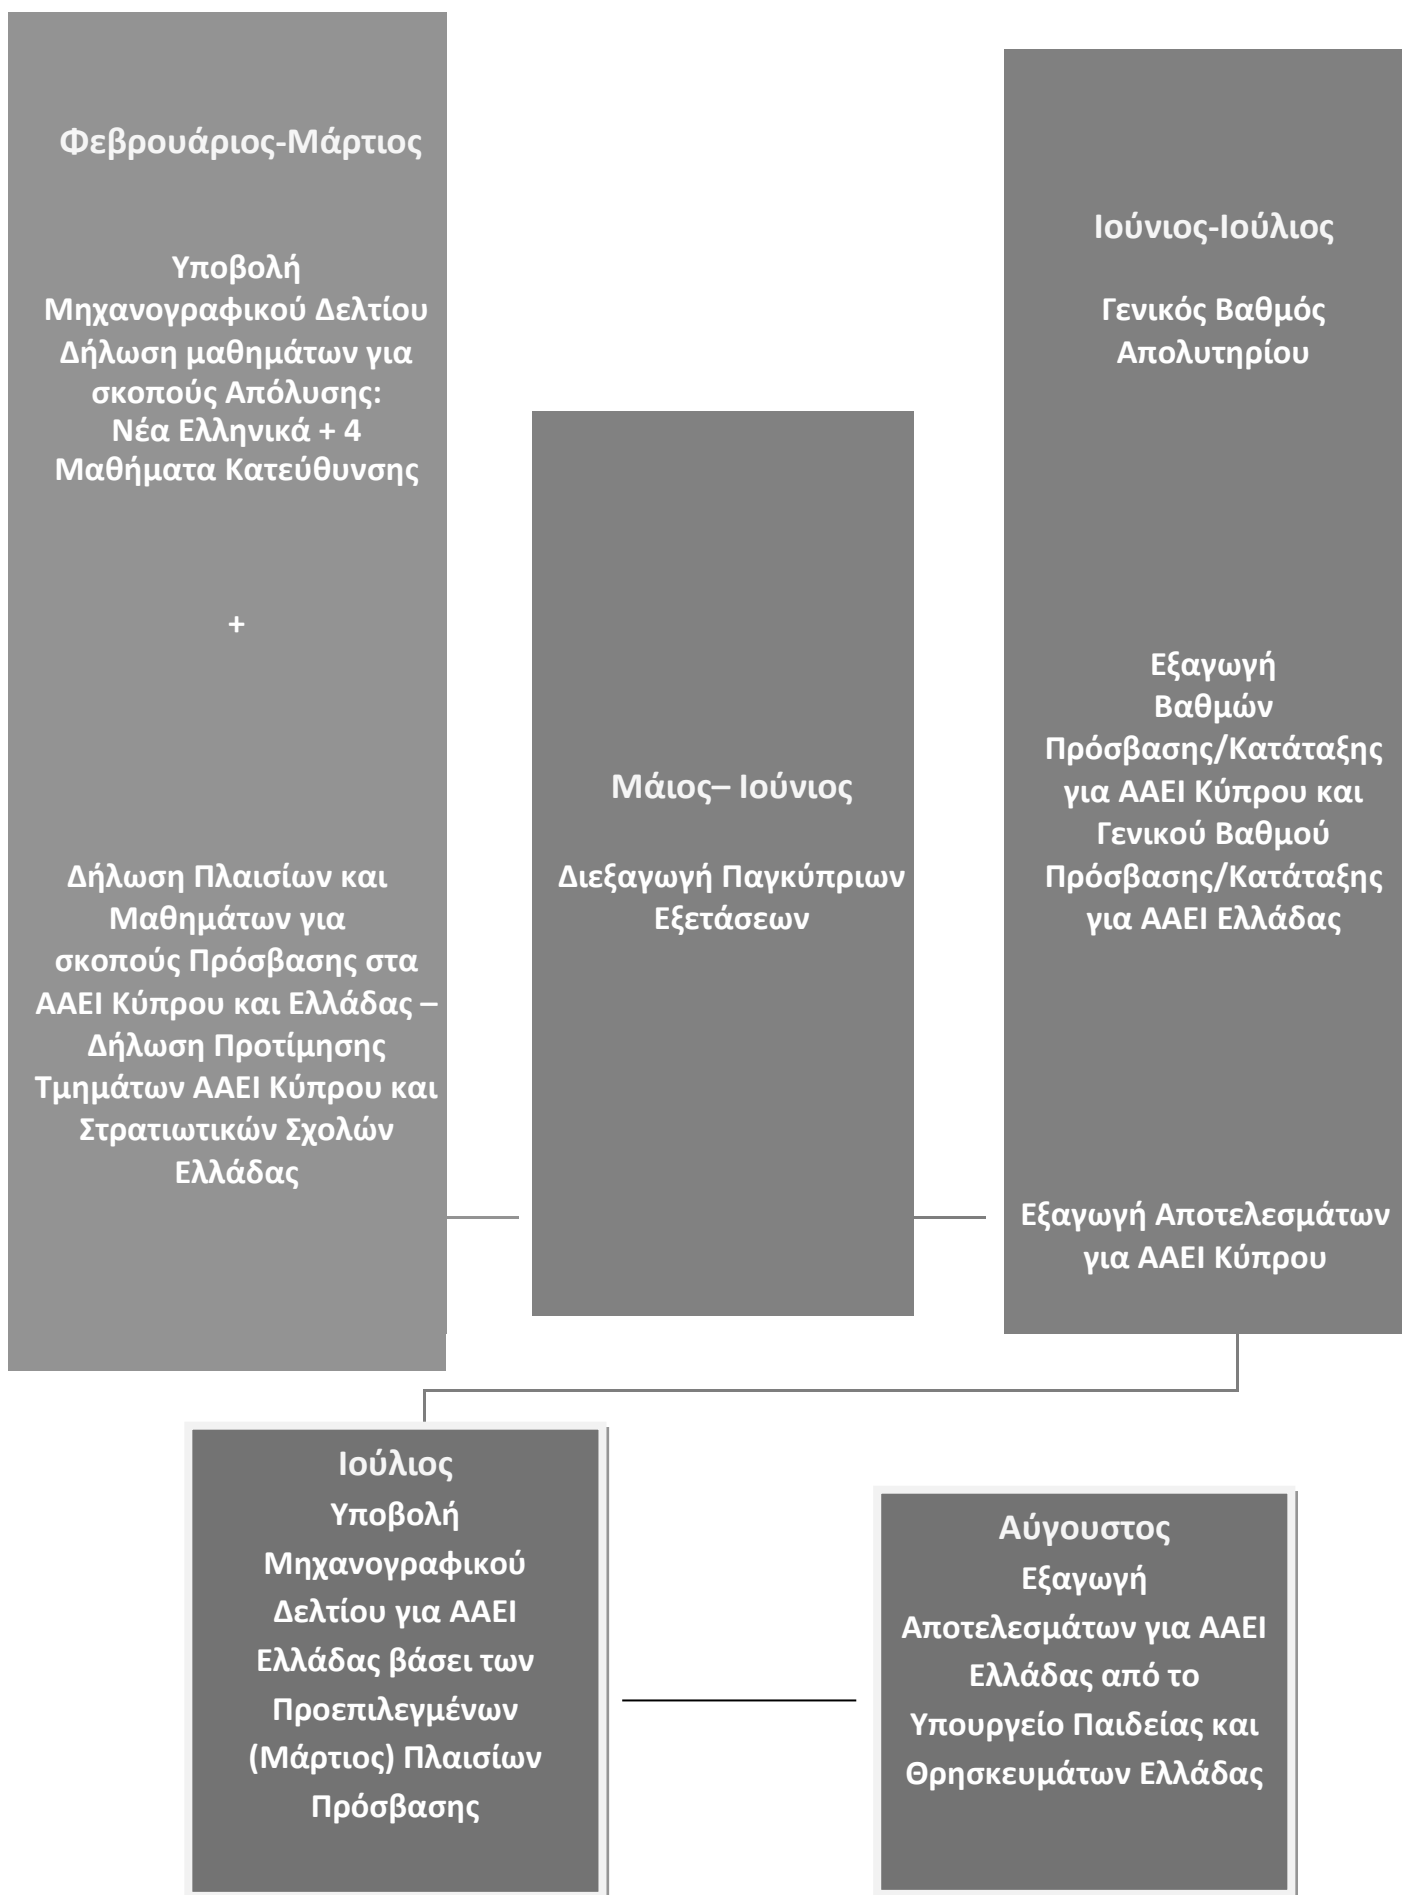 Φεβρουάριος-Μάρτιος
Υποβολή
Μηχανογραφικού Δελτίου
Δήλωση μαθημάτων για
σκοπούς Απόλυσης:
Νέα Ελληνικά + 4
Μαθήματα Κατεύθυνσης
+
Δήλωση Πλαισίων και
Μαθημάτων για
σκοπούς Πρόσβασης στα
ΑΑΕΙ Κύπρου και Ελλάδας –
Δήλωση Προτίμησης
Τμημάτων ΑΑΕΙ Κύπρου και
Στρατιωτικών Σχολών
Ελλάδας
Μάιος– Ιούνιος
Διεξαγωγή Παγκύπριων
Εξετάσεων
Ιούνιος-Ιούλιος
Γενικός Βαθμός
Απολυτηρίου
Εξαγωγή
Βαθμών
Πρόσβασης/Κατάταξης
για ΑΑΕΙ Κύπρου και
Γενικού Βαθμού
Πρόσβασης/Κατάταξης
για ΑΑΕΙ Ελλάδας
Εξαγωγή Αποτελεσμάτων
για ΑΑΕΙ Κύπρου
Ιούλιος
Υποβολή
Μηχανογραφικού
Δελτίου για ΑΑΕΙ
Ελλάδας βάσει των
Προεπιλεγμένων
(Μάρτιος) Πλαισίων
Πρόσβασης
Αύγουστος
Εξαγωγή
Αποτελεσμάτων για ΑΑΕΙ
Ελλάδας από το
Υπουργείο Παιδείας και
Θρησκευμάτων Ελλάδας